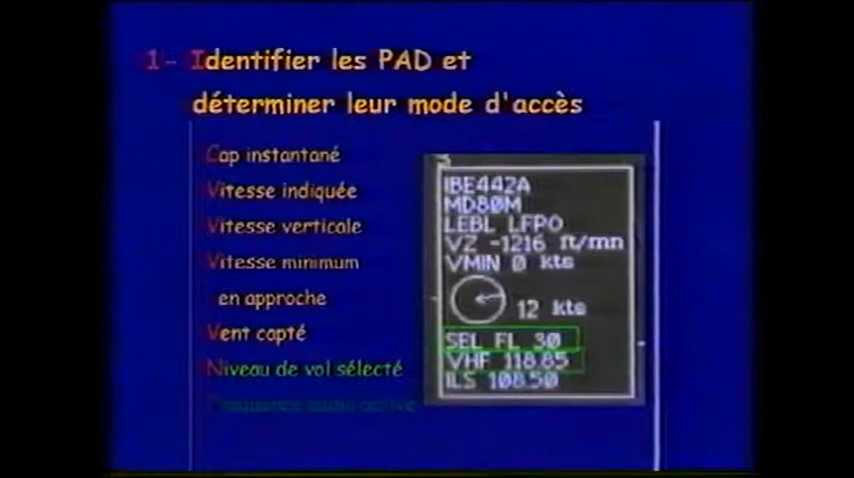 1- Identifier les PAD et
déterminer leur mode d'accès
Cap instantané
Vitesse indiquée
Vitesse verticale
Vitesse minimum
en approche
Vent capté
Niveau de vol sélecté
IBE442A
MD80M
LEBL LFPO
VZ -1216 ft/mn
VMIN 0 kts
12 kts
SEL FL 30
VHF 118.85
ILS 108.50